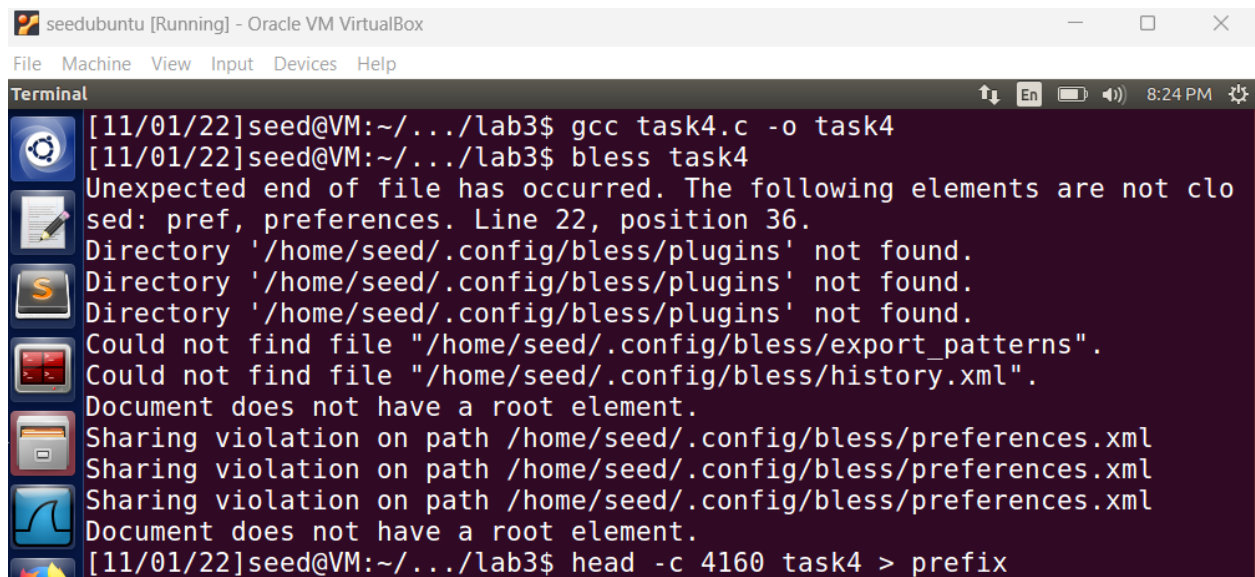 seedubuntu [Running] - Oracle VM VirtualBox
File Machine View Input Devices Help
Terminal En 8:24 PM
[11/01/22]seed@VM:~/.../lab3$ gcc task4.c -o task4
[11/01/22]seed@VM:~/.../lab3$ bless task4
Unexpected end of file has occurred. The following elements are not clo
sed: pref, preferences. Line 22, position 36.
Directory '/home/seed/.config/bless/plugins' not found.
Directory '/home/seed/.config/bless/plugins' not found.
Directory '/home/seed/.config/bless/plugins' not found.
Could not find file "/home/seed/.config/bless/export_patterns".
Could not find file "/home/seed/.config/bless/history.xml".
Document does not have a root element.
Sharing violation on path /home/seed/.config/bless/preferences.xml
Sharing violation on path /home/seed/.config/bless/preferences.xml
Sharing violation on path /home/seed/.config/bless/preferences.xml
Document does not have a root element.
[11/01/22]seed@VM:~/.../lab3$ head -c 4160 task4 > prefix